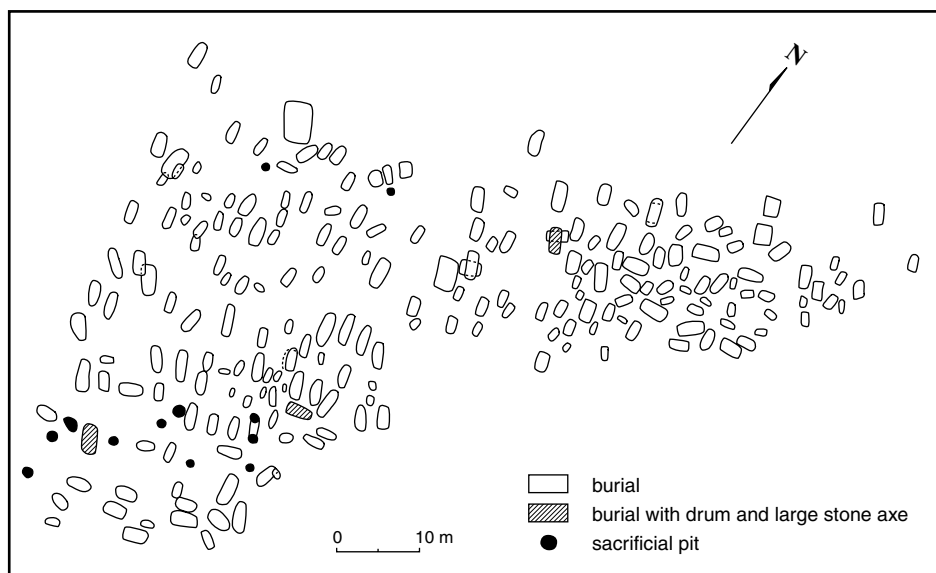 N
burial
burial with drum and large stone axe
sacrificial pit
0 10 m